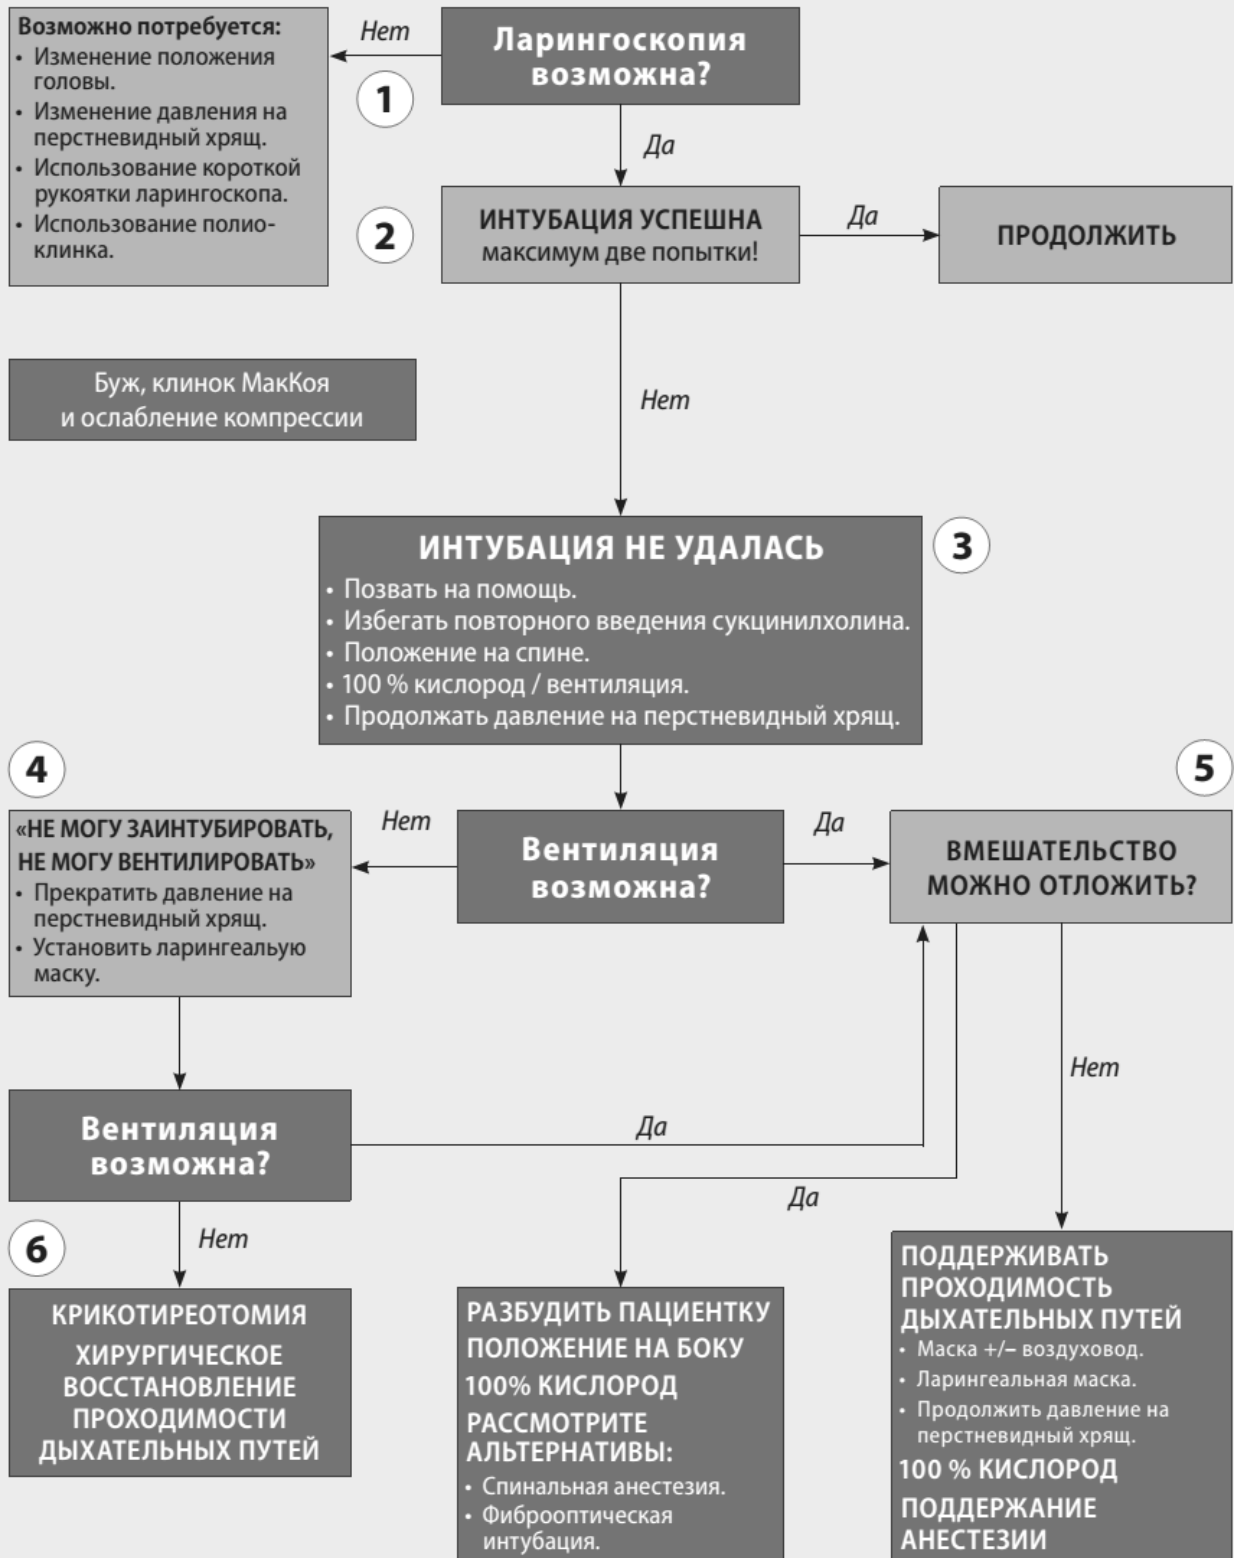 Возможно потребуется:
• Изменение положения
головы.
• Изменение давления на
перстневидный хрящ.
• Использование короткой
рукоятки ларингоскопа.
• Использование полио-
клинка.
Нет
1
Ларингоскопия
возможна?
Да
2
ИНТУБАЦИЯ УСПЕШНА
максимум две попытки!
Да
ПРОДОЛЖИТЬ
Буж, клинок МакКоя
и ослабление компрессии
Нет
ИНТУБАЦИЯ НЕ УДАЛАСЬ
• Позвать на помощь.
• Избегать повторного введения сукцинилхолина.
• Положение на спине.
• 100 % кислород / вентиляция.
• Продолжать давление на перстневидный хрящ.
3
4
«НЕ МОГУ ЗАИНТУБИРОВАТЬ,
НЕ МОГУ ВЕНТИЛИРОВАТЬ»
• Прекратить давление на
перстневидный хрящ.
• Установить ларингеальую
маску.
Нет
Вентиляция
возможна?
Да
5
ВМЕШАТЕЛЬСТВО
МОЖНО ОТЛОЖИТЬ?
Вентиляция
возможна?
Да
Да
Нет
6
Нет
КРИКОТИРЕОТОМИЯ
ХИРУРГИЧЕСКОЕ
ВОССТАНОВЛЕНИЕ
ПРОХОДИМОСТИ
ДЫХАТЕЛЬНЫХ ПУТЕЙ
РАЗБУДИТЬ ПАЦИЕНТКУ
ПОЛОЖЕНИЕ НА БОКУ
100% КИСЛОРОД
РАССМОТРИТЕ
АЛЬТЕРНАТИВЫ:
• Спинальная анестезия.
• Фиброоптическая
интубация.
ПОДДЕРЖИВАТЬ
ПРОХОДИМОСТЬ
ДЫХАТЕЛЬНЫХ ПУТЕЙ
• Маска +/– воздуховод.
• Ларингеальная маска.
• Продолжить давление на
перстневидный хрящ.
100 % КИСЛОРОД
ПОДДЕРЖАНИЕ
АНЕСТЕЗИИ